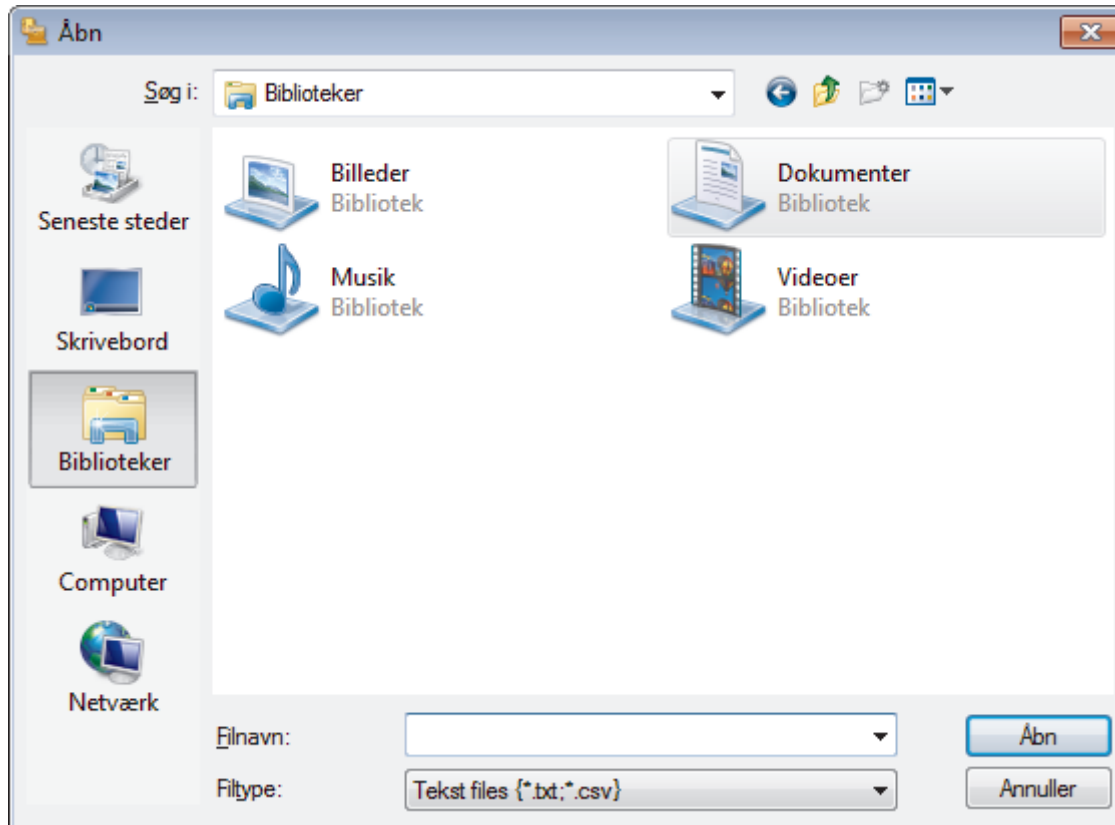 Åbn
Søg i:
Biblioteker
Seneste steder
Skrivebord
Biblioteker
Computer
Netværk
Billeder
Bibliotek
Dokumenter
Bibliotek
Musik
Bibliotek
Videoer
Bibliotek
Filnavn:
Åbn
Filtype:
Tekst files {*.txt;*.csv}
Annuller